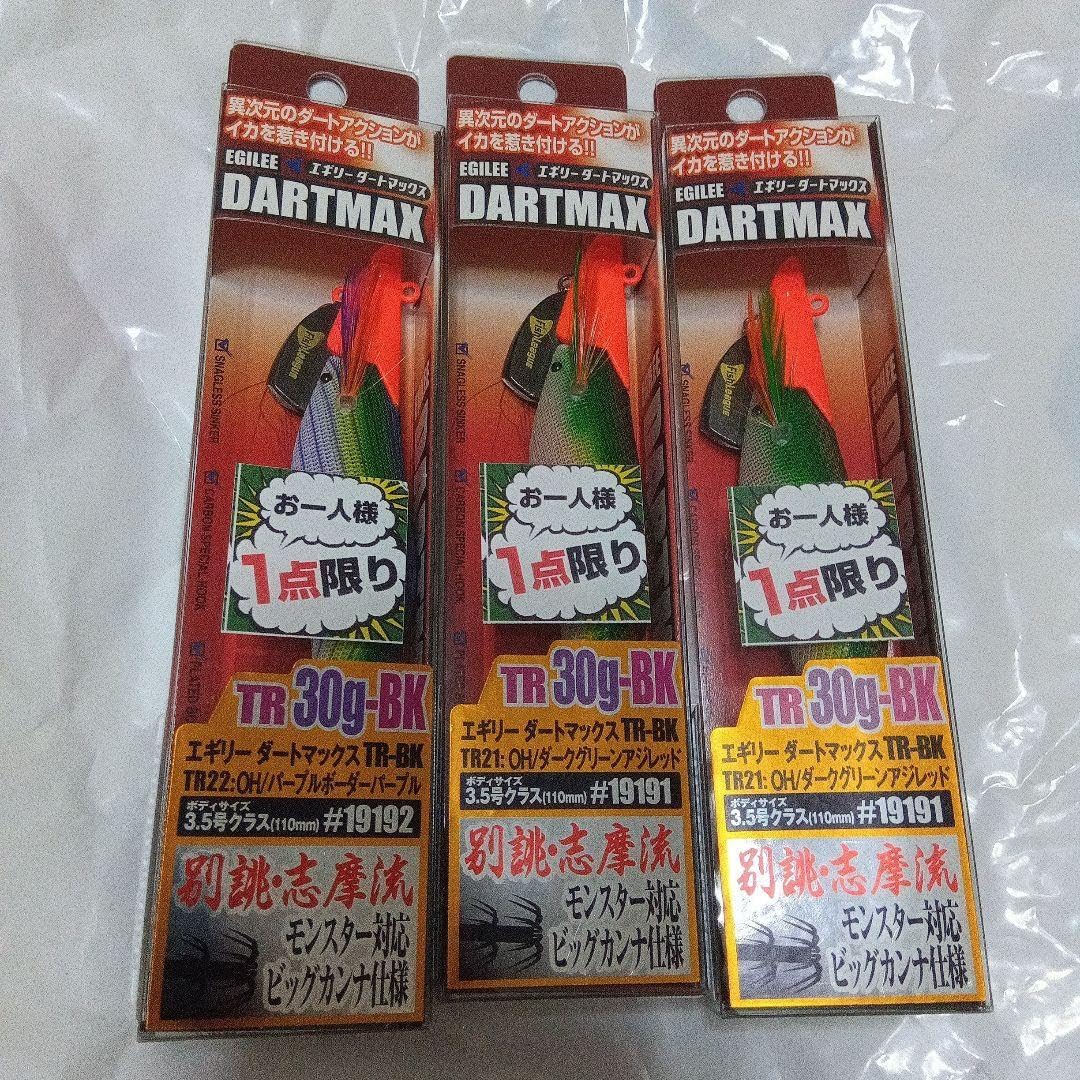 異次元のダートアクションが
イカを惹き付ける!!
EGILEE エギリーダートマックス
DARTMAX
FishLeague
SNAGLESS SINKER
CARBON SPECIAL HOOK
お一人様
1点限り
TR 30g-BK
エギリー ダートマックス TR-BK
TR22: OH/パープルボーダーパープル
ボディサイズ
3.5号クラス(110mm) #19192
別誂・志摩流
モンスター対応
ビッグカンナ仕様
異次元のダートアクションが
イカを惹き付ける!!
EGILEE エギリーダートマックス
DARTMAX
FishLeague
SNAGLESS SINKER
CARBON SPECIAL HOOK
お一人様
1点限り
TR 30g-BK
エギリー ダートマックス TR-BK
TR21: OH/ダークグリーンアジレッド
ボディサイズ
3.5号クラス(110mm) #19191
別誂・志摩流
モンスター対応
ビッグカンナ仕様
異次元のダートアクションが
イカを惹き付ける!!
EGILEE エギリーダートマックス
DARTMAX
FishLeague
SNAGLESS SINKER
お一人様
1点限り
TR 30g-BK
エギリー ダートマックス TR-BK
TR21: OH/ダークグリーンアジレッド
ボディサイズ
3.5号クラス(110mm) #19191
別誂・志摩流
モンスター対応
ビッグカンナ仕様